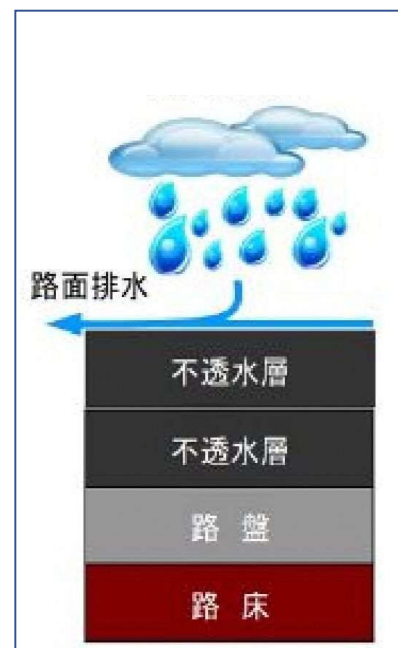 路面排水
不透水層
不透水層
路 盤
路 床